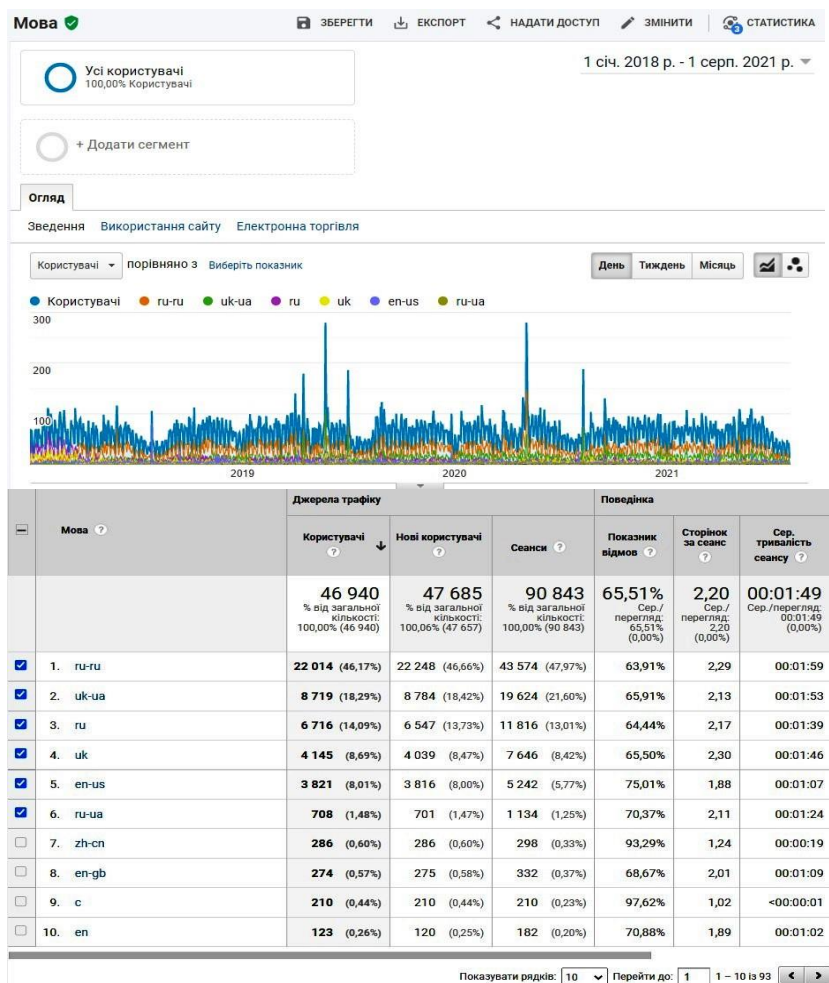 Мова
ЗБЕРЕГТИ ЕКСПОРТ НАДАТИ ДОСТУП ЗМІНИТИ 3 СТАТИСТИКА
Усі користувачі
100,00% Користувачі
1 січ. 2018 р. - 1 серп. 2021 р.
+ Додати сегмент
Огляд
Зведення Використання сайту Електронна торгівля
Користувачі порівняно з Виберіть показник День Тиждень Місяць
Користувачі ru-ru uk-ua ru uk en-us ru-ua
300
200
100
2019 2020 2021
Джерела трафіку Поведінка
Мова ? Користувачі ? Нові користувачі ? Сеанси ? Показник відмов ? Сторінок за сеанс ? Сер. тривалість сеансу ?
46 940 47 685 90 843 65,51% 2,20 00:01:49
% від загальної кількості: 100,00% (46 940) % від загальної кількості: 100,06% (47 657) % від загальної кількості: 100,00% (90 843) Сер./перегляд: 65,51% (0,00%) Сер./перегляд: 2,20 (0,00%) Сер./перегляд: 00:01:49 (0,00%)
1. ru-ru 22 014 (46,17%) 22 248 (46,66%) 43 574 (47,97%) 63,91% 2,29 00:01:59
2. uk-ua 8 719 (18,29%) 8 784 (18,42%) 19 624 (21,60%) 65,91% 2,13 00:01:53
3. ru 6 716 (14,09%) 6 547 (13,73%) 11 816 (13,01%) 64,44% 2,17 00:01:39
4. uk 4 145 (8,69%) 4 039 (8,47%) 7 646 (8,42%) 65,50% 2,30 00:01:46
5. en-us 3 821 (8,01%) 3 816 (8,00%) 5 242 (5,77%) 75,01% 1,88 00:01:07
6. ru-ua 708 (1,48%) 701 (1,47%) 1 134 (1,25%) 70,37% 2,11 00:01:24
7. zh-cn 286 (0,60%) 286 (0,60%) 298 (0,33%) 93,29% 1,24 00:00:19
8. en-gb 274 (0,57%) 275 (0,58%) 332 (0,37%) 68,67% 2,01 00:01:09
9. c 210 (0,44%) 210 (0,44%) 210 (0,23%) 97,62% 1,02 <00:00:01
10. en 123 (0,26%) 120 (0,25%) 182 (0,20%) 70,88% 1,89 00:01:02
Показувати рядків: 10 Перейти до: 1 1 – 10 із 93